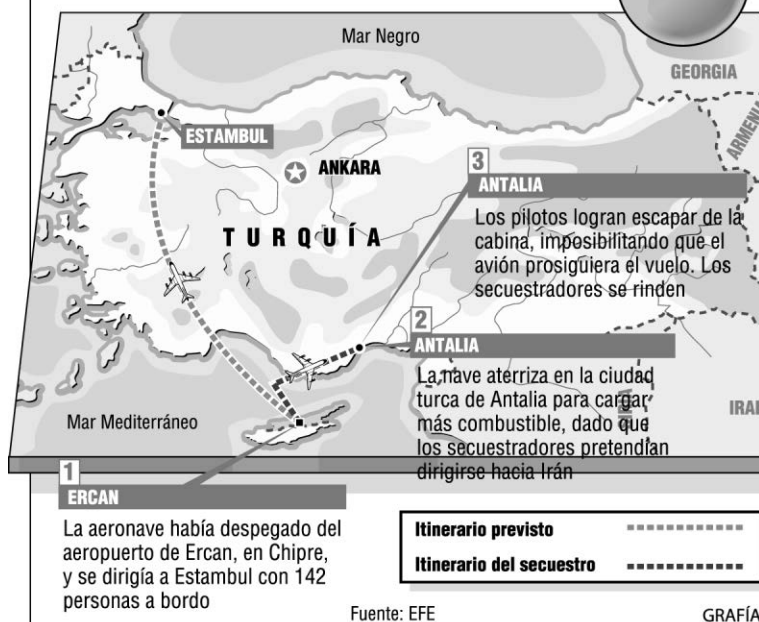 Mar Negro
GEORGIA
ARMENIA
ESTAMBUL
ANKARA
TURQUÍA
3
ANTALIA
Los pilotos logran escapar de la
cabina, imposibilitando que el
avión prosiguiera el vuelo. Los
secuestradores se rinden
2
ANTALIA
La nave aterriza en la ciudad
turca de Antalia para cargar
más combustible, dado que
los secuestradores pretendían
dirigirse hacia Irán
Mar Mediterráneo
1
ERCAN
La aeronave había despegado del
aeropuerto de Ercan, en Chipre,
y se dirigía a Estambul con 142
personas a bordo
Itinerario previsto
Itinerario del secuestro
Fuente: EFE
GRAFÍA